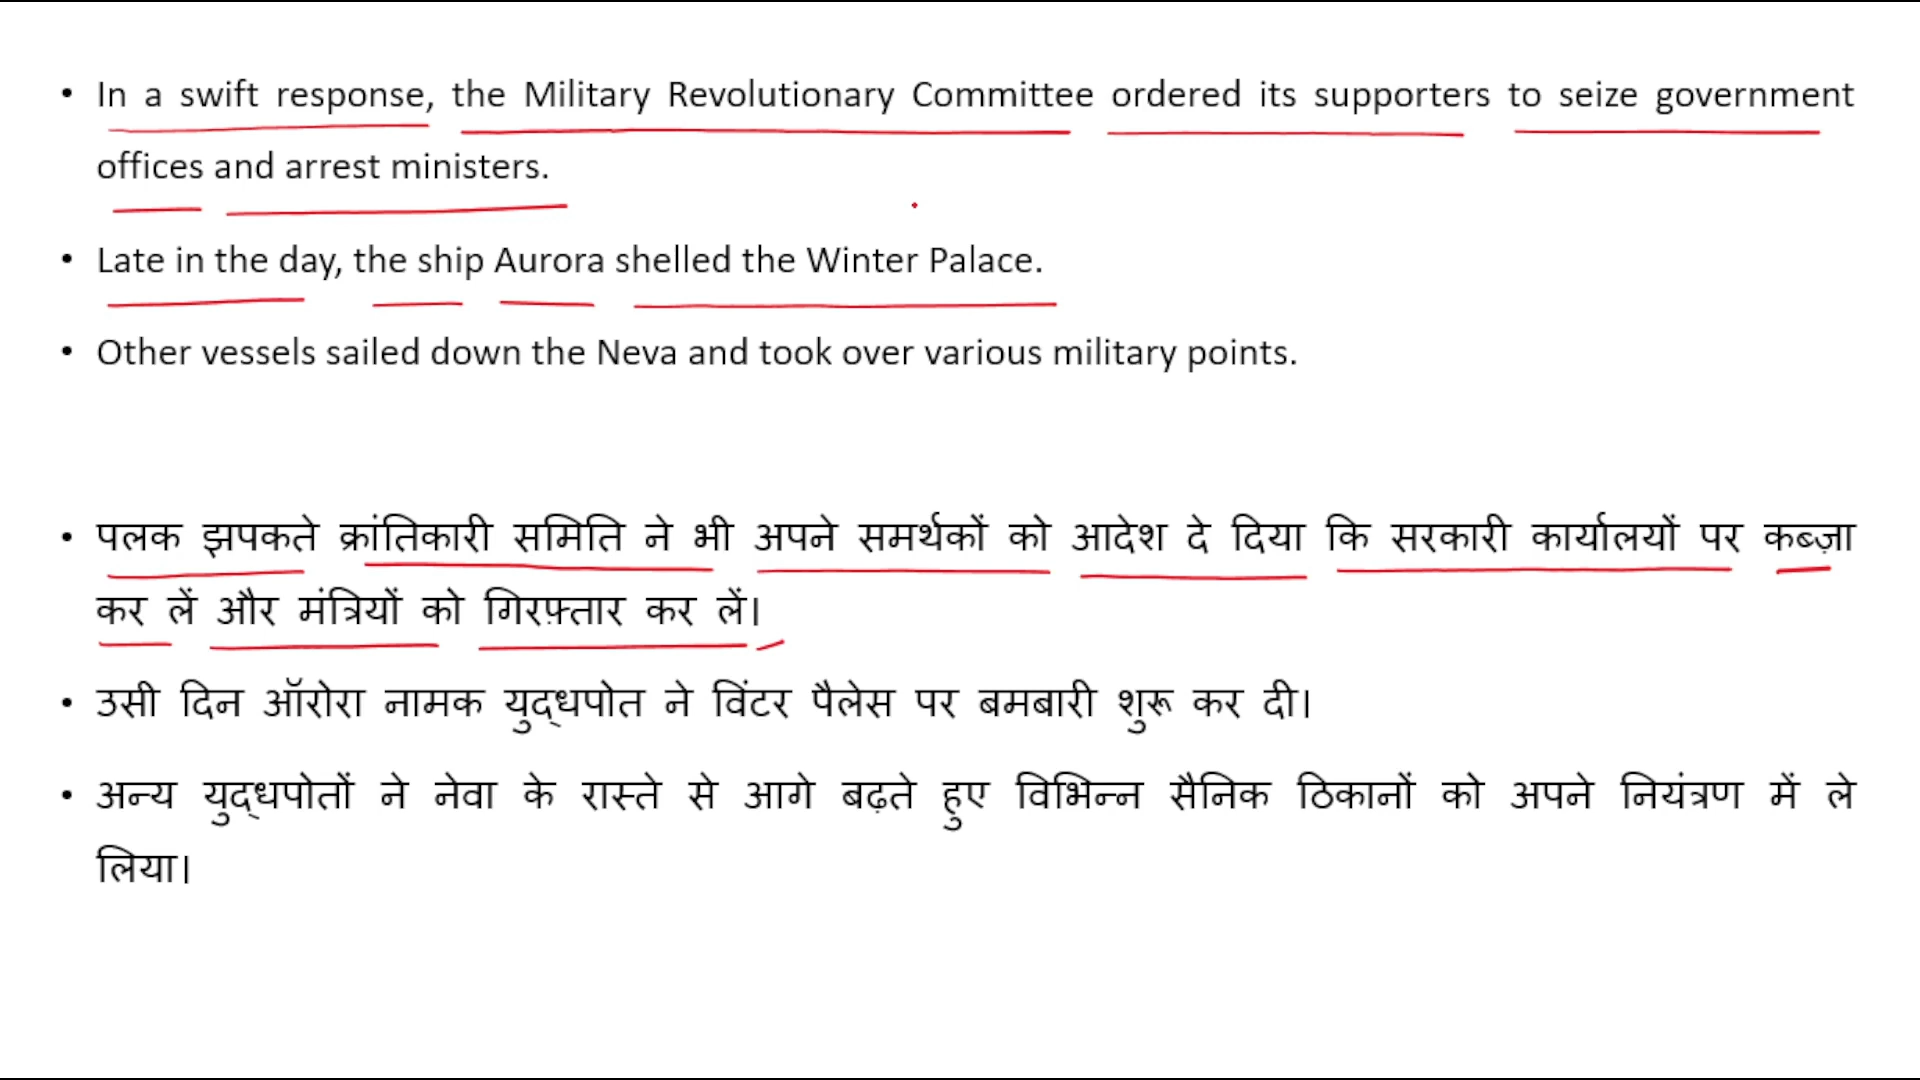 • In a swift response, the Military Revolutionary Committee ordered its supporters to seize government
offices and arrest ministers.
• Late in the day, the ship Aurora shelled the Winter Palace.
• Other vessels sailed down the Neva and took over various military points.
• पलक झपकते क्रांतिकारी समिति ने भी अपने समर्थकों को आदेश दे दिया कि सरकारी कार्यालयों पर कब्ज़ा
कर लें और मंत्रियों को गिरफ़्तार कर लें।
• उसी दिन ऑरोरा नामक युद्धपोत ने विंटर पैलेस पर बमबारी शुरू कर दी।
• अन्य युद्धपोतों ने नेवा के रास्ते से आगे बढ़ते हुए विभिन्न सैनिक ठिकानों को अपने नियंत्रण में ले
लिया।